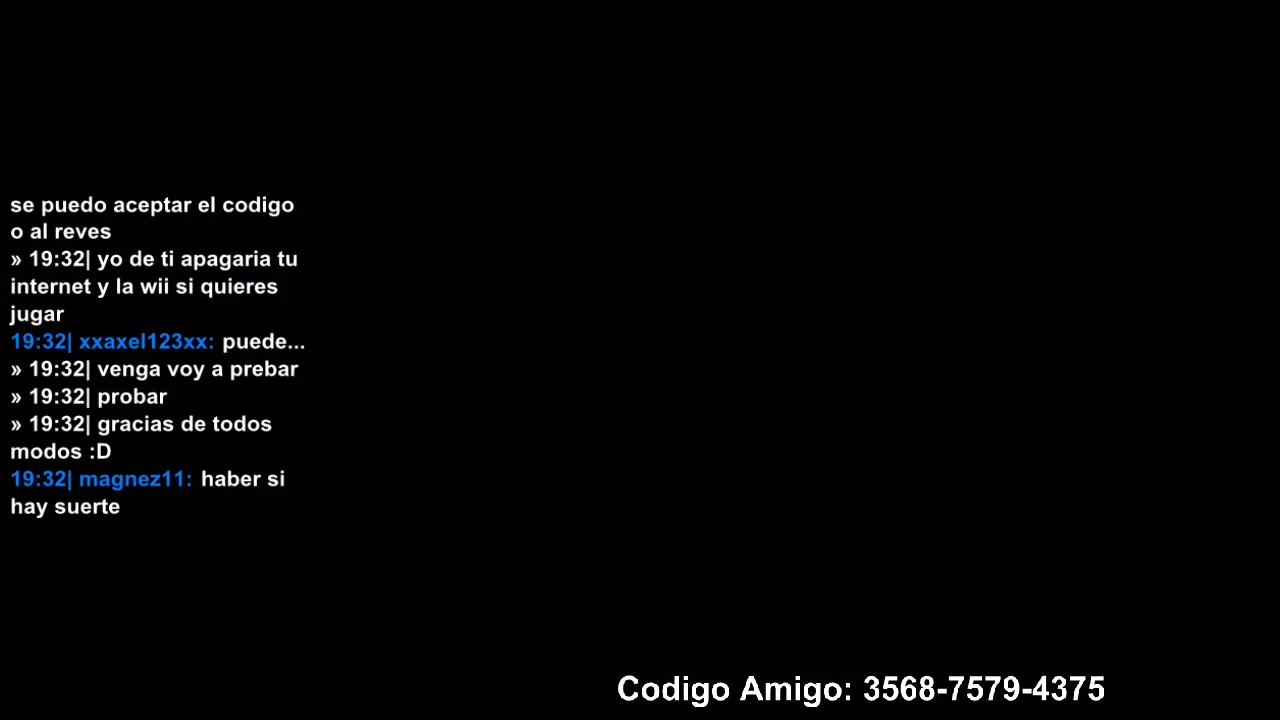 se puedo aceptar el codigo
o al reves
» 19:32| yo de ti apagaria tu
internet y la wii si quieres
jugar
19:32| xxaxel123xx: puede...
» 19:32| venga voy a prebar
» 19:32| probar
» 19:32| gracias de todos
modos :D
19:32| magnez11: haber si
hay suerte
Codigo Amigo: 3568-7579-4375